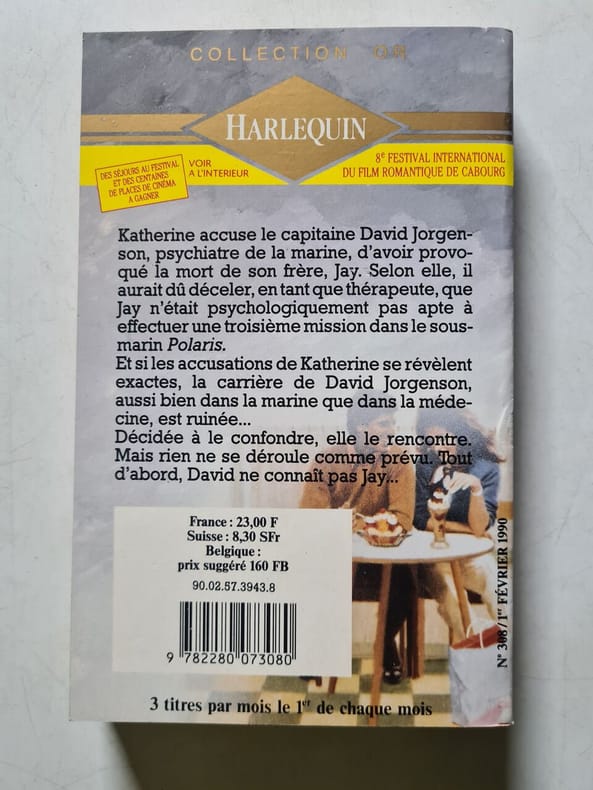 COLLECTION OR
HARLEQUIN
DES SÉJOURS AU FESTIVAL
ET DES CENTAINES
DE PLACES DE CINÉMA
A GAGNER
VOIR
A L'INTERIEUR
8e FESTIVAL INTERNATIONAL
DU FILM ROMANTIQUE DE CABOURG
Katherine accuse le capitaine David Jorgen-
son, psychiatre de la marine, d'avoir provo-
qué la mort de son frère, Jay. Selon elle, il
aurait dû déceler, en tant que thérapeute, que
Jay n'était psychologiquement pas apte à
effectuer une troisième mission dans le sous-
marin Polaris.
Et si les accusations de Katherine se révèlent
exactes, la carrière de David Jorgenson,
aussi bien dans la marine que dans la méde-
cine, est ruinée...
Décidée à le confondre, elle le rencontre.
Mais rien ne se déroule comme prévu. Tout
d'abord, David ne connaît pas Jay...
France : 23,00 F
Suisse : 8,30 SFr
Belgique :
prix suggéré 160 FB
90.02.57.3943.8
9 782280 073080
N° 308 / 1er FÉVRIER 1990
3 titres par mois le 1er de chaque mois